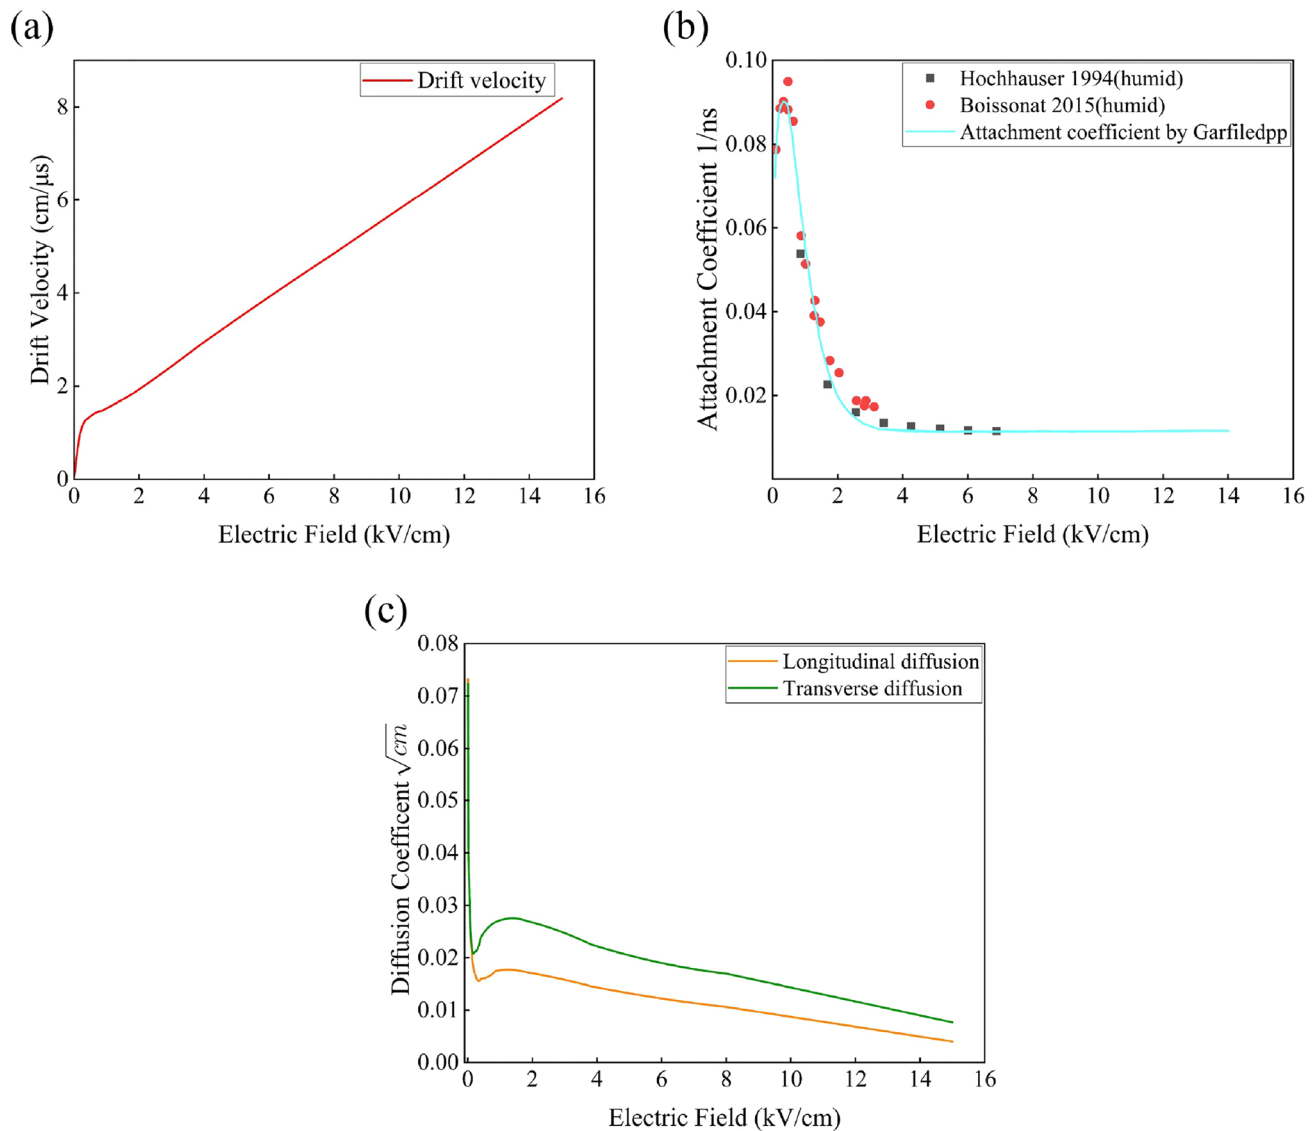 (a)
Drift velocity
Drift Velocity (cm/μs)
8
6
4
2
0
0 2 4 6 8 10 12 14 16
Electric Field (kV/cm)
(b)
Hochhauser 1994(humid)
Boissonat 2015(humid)
Attachment coefficient by Garfiledpp
Attachment Coefficient 1/ns
0.10
0.08
0.06
0.04
0.02
0 2 4 6 8 10 12 14 16
Electric Field (kV/cm)
(c)
Longitudinal diffusion
Transverse diffusion
Diffusion Coefficent √cm
0.08
0.07
0.06
0.05
0.04
0.03
0.02
0.01
0.00
0 2 4 6 8 10 12 14 16
Electric Field (kV/cm)